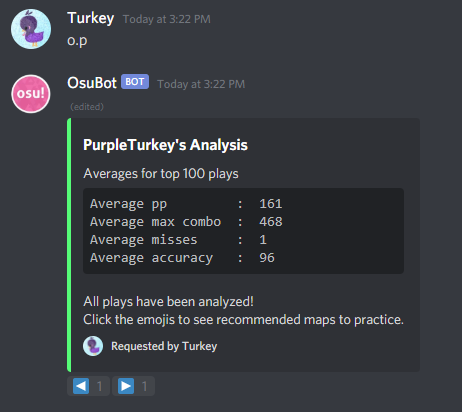 Turkey Today at 3:22 PM
o.p
osu!
OsuBot BOT Today at 3:22 PM
(edited)
PurpleTurkey's Analysis
Averages for top 100 plays
Average pp : 161
Average max combo : 468
Average misses : 1
Average accuracy : 96
All plays have been analyzed!
Click the emojis to see recommended maps to practice.
Requested by Turkey
◀ 1 ▶ 1